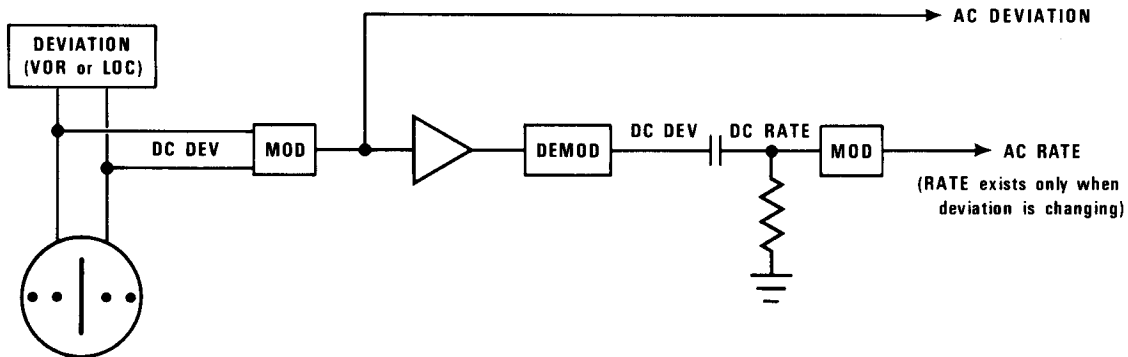 AC DEVIATION
DEVIATION
(VOR or LOC)
DC DEV
MOD
DEMOD
DC DEV
DC RATE
MOD
AC RATE
(RATE exists only when
deviation is changing)